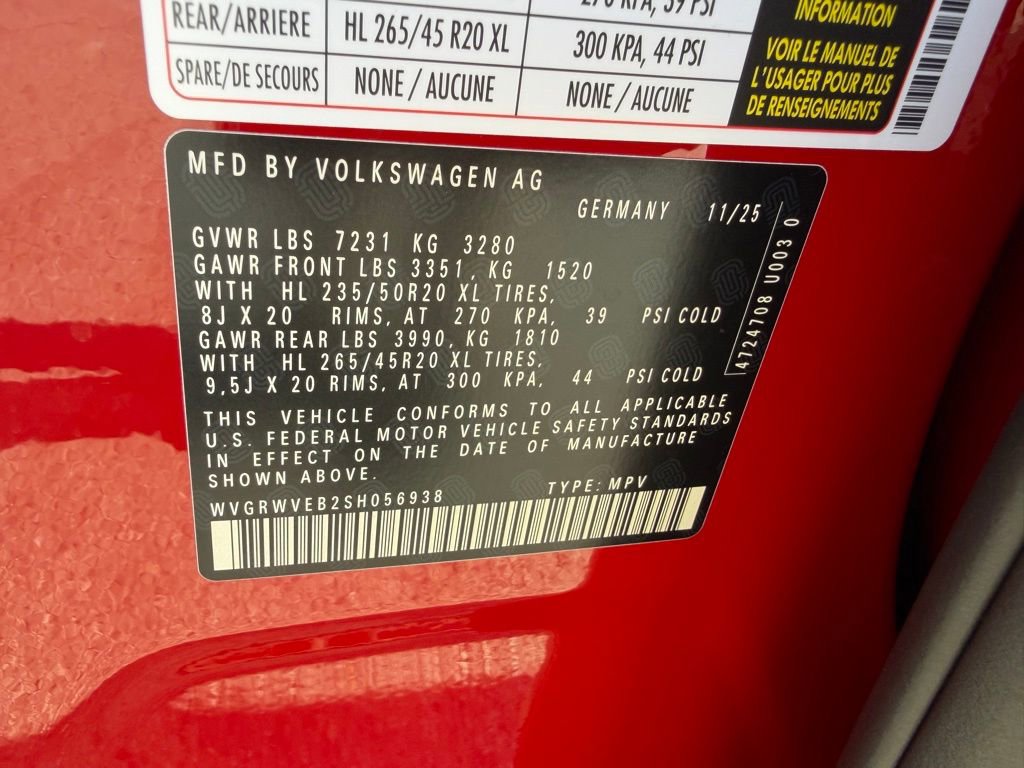 270 KPA, 39 PSI
REAR/ARRIERE HL 265/45 R20 XL 300 KPA, 44 PSI
SPARE/DE SECOURS NONE / AUCUNE NONE / AUCUNE
INFORMATION
VOIR LE MANUEL DE
L'USAGER POUR PLUS
DE RENSEIGNEMENTS
MFD BY VOLKSWAGEN AG
GERMANY 11/25
GVWR LBS 7231 KG 3280
GAWR FRONT LBS 3351, KG 1520
WITH HL 235/50R20 XL TIRES,
8J X 20 RIMS, AT 270 KPA, 39 PSI COLD
GAWR REAR LBS 3990, KG 1810
WITH HL 265/45R20 XL TIRES,
9,5J X 20 RIMS, AT 300 KPA, 44 PSI COLD
THIS VEHICLE CONFORMS TO ALL APPLICABLE
U.S. FEDERAL MOTOR VEHICLE SAFETY STANDARDS
IN EFFECT ON THE DATE OF MANUFACTURE
SHOWN ABOVE.
WVGRWVEB2SH056938 TYPE: MPV
4724708 U003 0